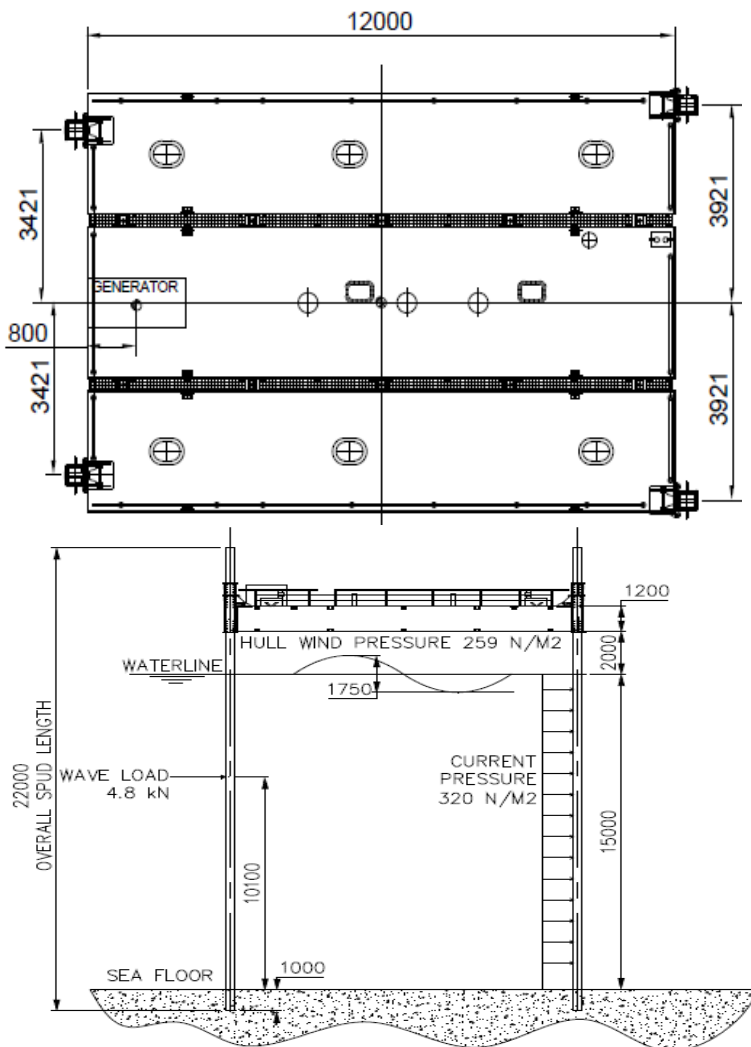 12000
3421
3921
GENERATOR
800
3421
3921
1200
HULL WIND PRESSURE 259 N/M2
2000
WATERLINE
1750
22000
OVERALL SPUD LENGTH
WAVE LOAD
4.8 kN
CURRENT
PRESSURE
320 N/M2
15000
10100
SEA FLOOR
1000